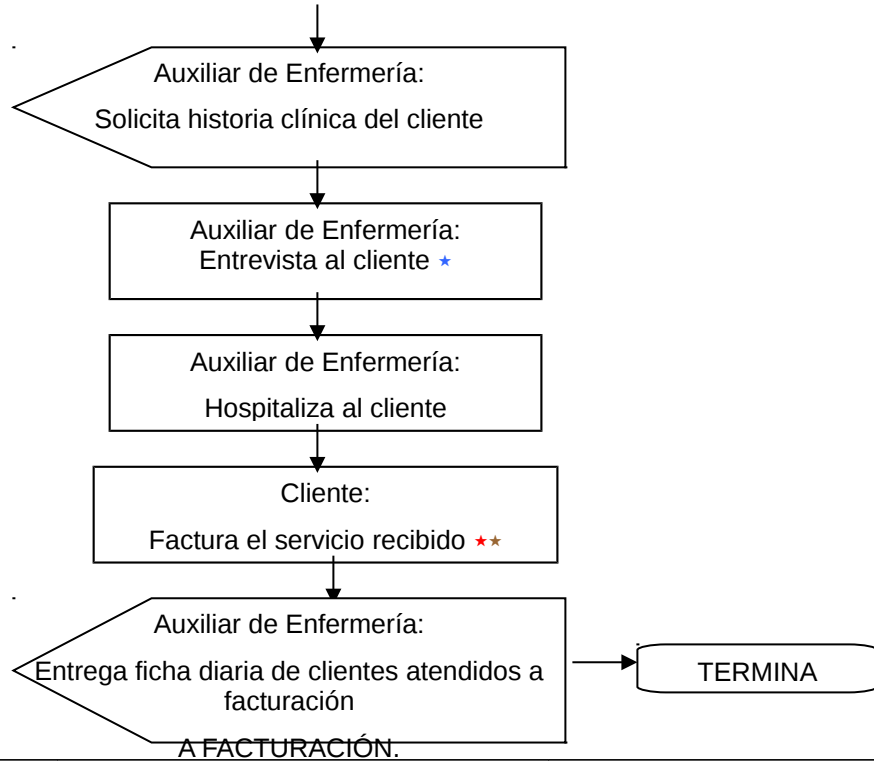 Auxiliar de Enfermería:
Solicita historia clínica del cliente
Auxiliar de Enfermería:
Entrevista al cliente
Auxiliar de Enfermería:
Hospitaliza al cliente
Cliente:
Factura el servicio recibido
Auxiliar de Enfermería:
Entrega ficha diaria de clientes atendidos a
facturación
A FACTURACIÓN.
TERMINA